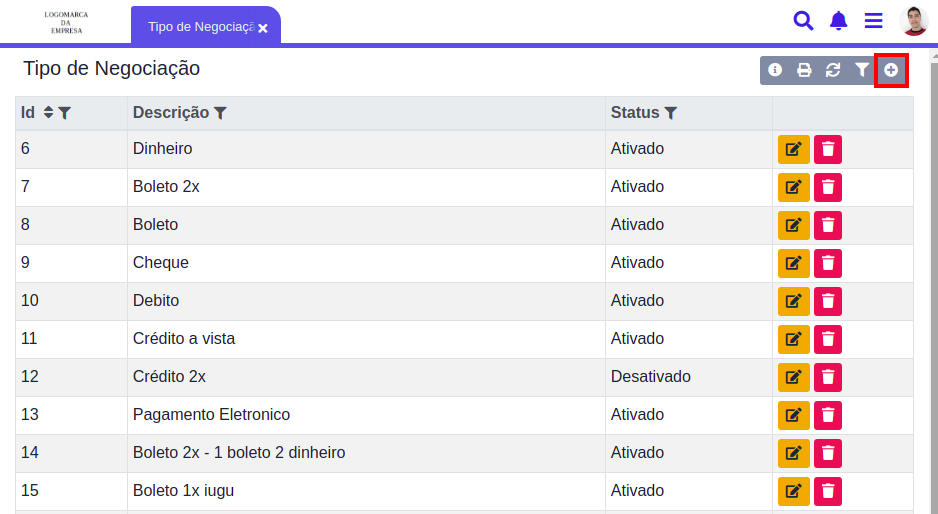 LOGOMARCA
DA
EMPRESA
Tipo de Negociaçã
Tipo de Negociação
Id Descrição Status
6 Dinheiro Ativado
7 Boleto 2x Ativado
8 Boleto Ativado
9 Cheque Ativado
10 Debito Ativado
11 Crédito a vista Ativado
12 Crédito 2x Desativado
13 Pagamento Eletronico Ativado
14 Boleto 2x - 1 boleto 2 dinheiro Ativado
15 Boleto 1x iugu Ativado